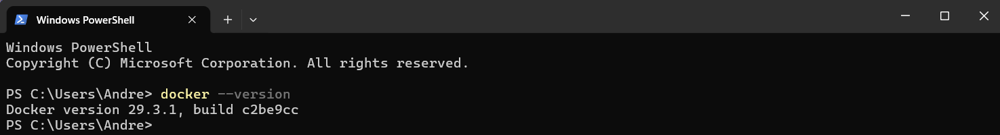 Windows PowerShell
Windows PowerShell
Copyright (C) Microsoft Corporation. All rights reserved.
PS C:\Users\Andre> docker --version
Docker version 29.3.1, build c2be9cc
PS C:\Users\Andre>